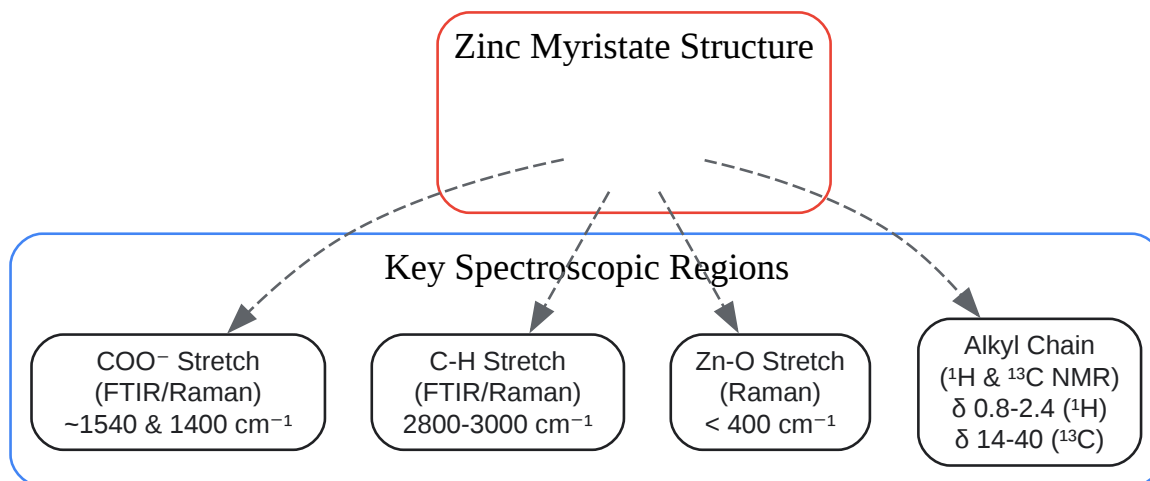 Zinc Myristate Structure
Key Spectroscopic Regions
COO⁻ Stretch
(FTIR/Raman)
~1540 & 1400 cm⁻¹
C-H Stretch
(FTIR/Raman)
2800-3000 cm⁻¹
Zn-O Stretch
(Raman)
< 400 cm⁻¹
Alkyl Chain
(¹H & ¹³C NMR)
δ 0.8-2.4 (¹H)
δ 14-40 (¹³C)